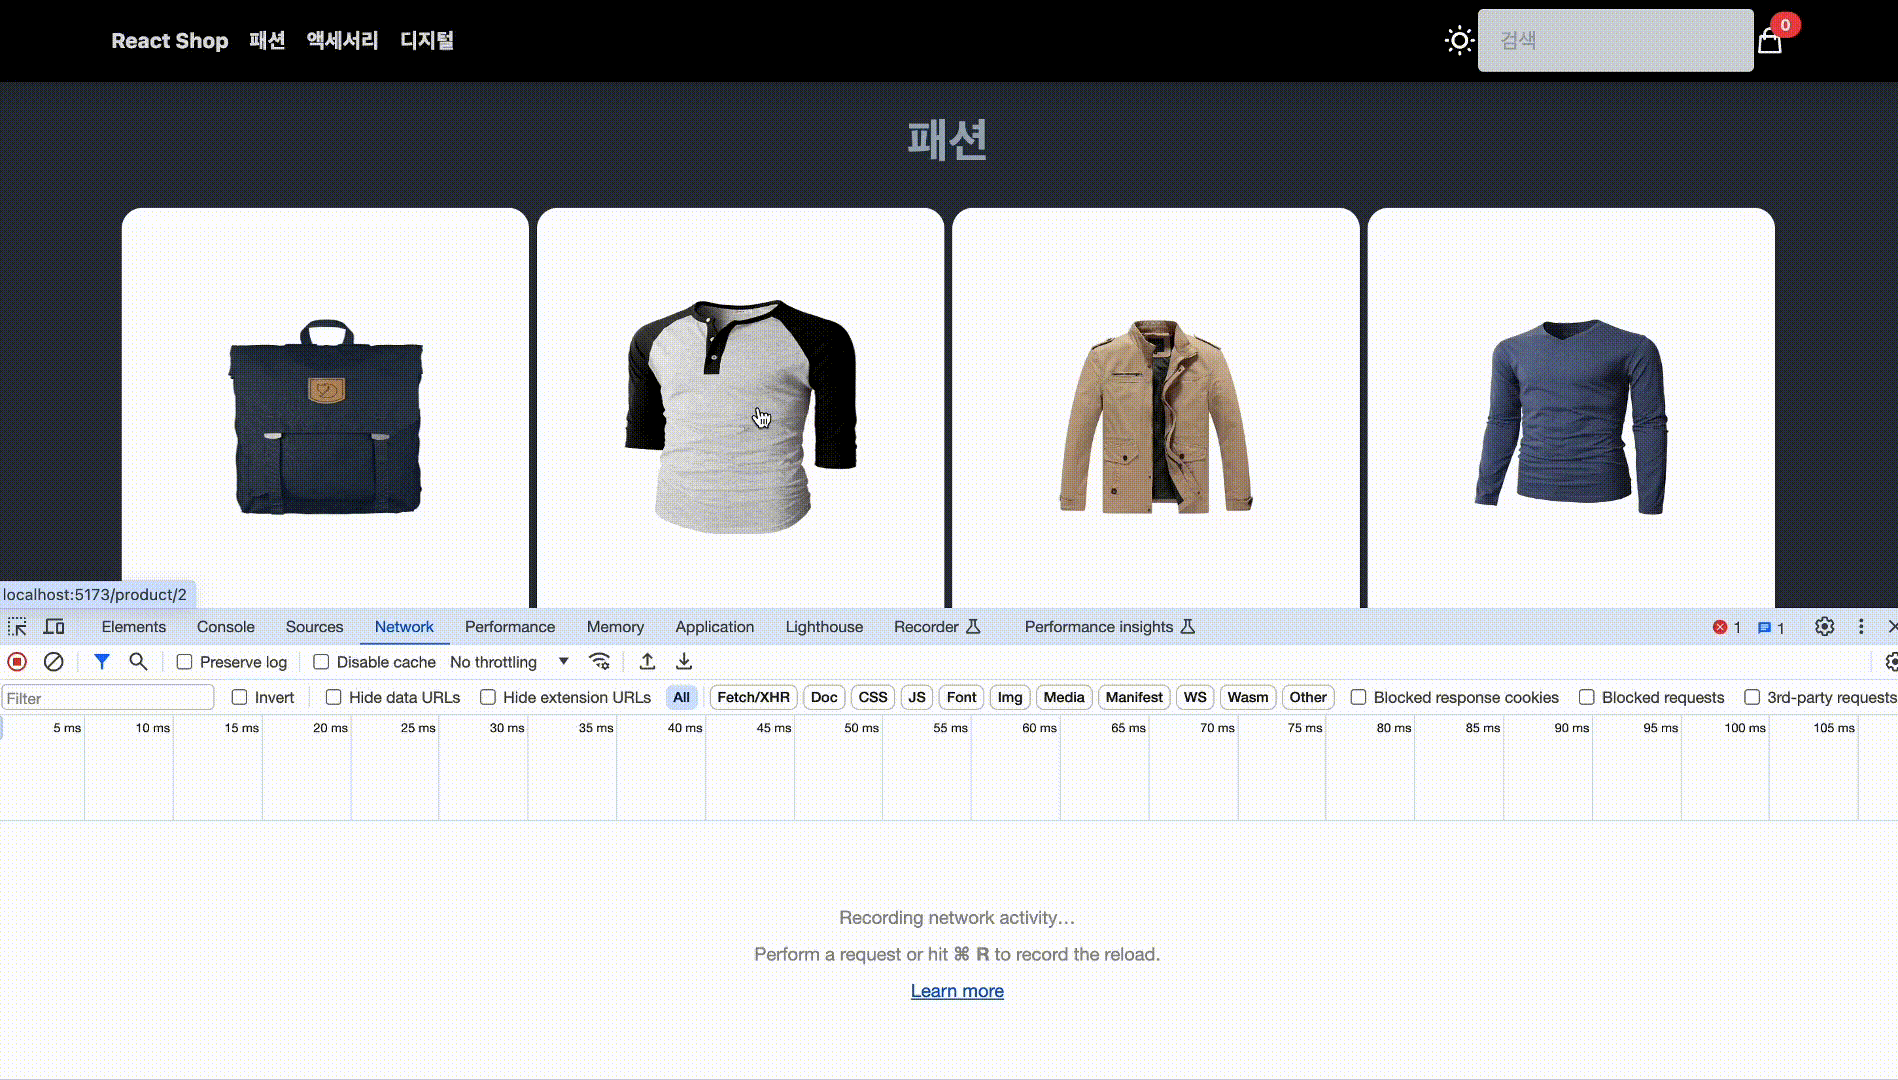 React Shop 패션 액세서리 디지털 검색 0
패션
localhost:5173/product/2
Elements Console Sources Network Performance Memory Application Lighthouse Recorder Performance insights 1 1
Preserve log Disable cache No throttling
Filter Invert Hide data URLs Hide extension URLs All Fetch/XHR Doc CSS JS Font Img Media Manifest WS Wasm Other Blocked response cookies Blocked requests 3rd-party requests
5 ms 10 ms 15 ms 20 ms 25 ms 30 ms 35 ms 40 ms 45 ms 50 ms 55 ms 60 ms 65 ms 70 ms 75 ms 80 ms 85 ms 90 ms 95 ms 100 ms 105 ms
Recording network activity…
Perform a request or hit ⌘ R to record the reload.
Learn more